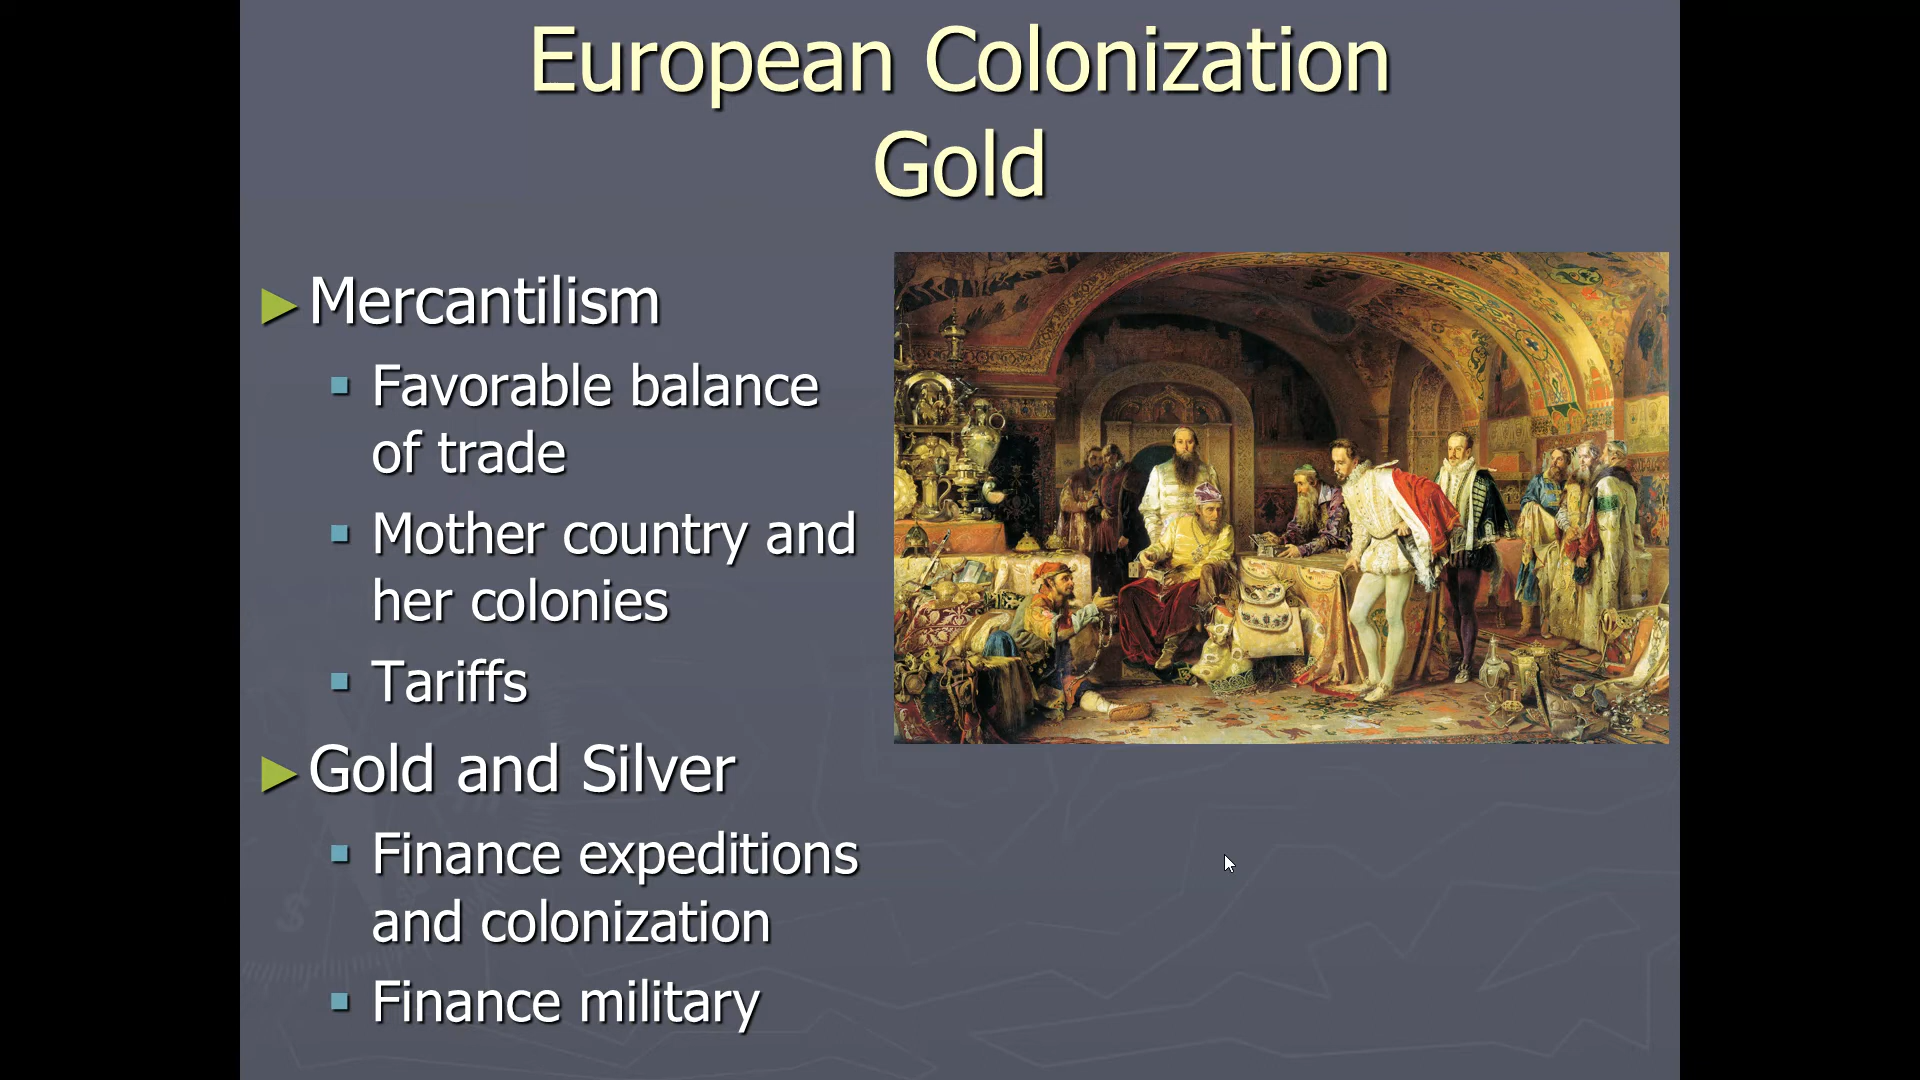 European Colonization
Gold
Mercantilism
Favorable balance
of trade
Mother country and
her colonies
Tariffs
Gold and Silver
Finance expeditions
and colonization
Finance military